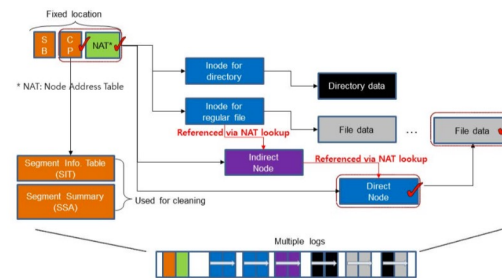 Fixed location
S
B
C
P
NAT*
* NAT: Node Address Table
Inode for
directory
Directory data
Inode for
regular file
Referenced via NAT lookup
File data
...
File data
Indirect
Node
Referenced via NAT lookup
Direct
Node
Segment Info. Table
(SIT)
Segment Summary
(SSA)
Used for cleaning
Multiple logs